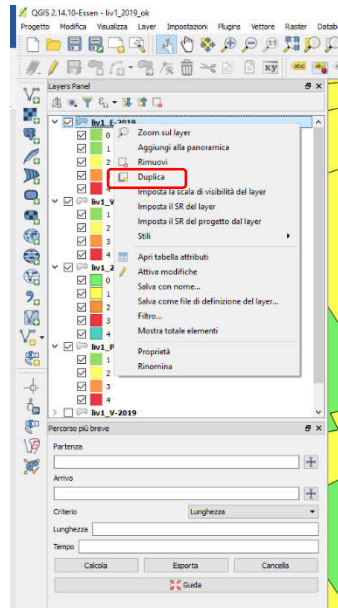 QGIS 2.14.10-Essen - liv1_2019_ok
Progetto Modifica Visualizza Layer Impostazioni Plugins Vettore Raster Datab
xy abc
Layers Panel
liv1_E-2019
0
1
2
4
liv1_V
1
2
3
4
liv1_2
0
1
2
3
4
liv1_P
1
2
3
4
liv1_V-2019
Zoom sul layer
Aggiungi alla panoramica
Rimuovi
Duplica
Imposta la scala di visibilità del layer
Imposta il SR del layer
Imposta il SR del progetto dal layer
Stili
Apri tabella attributi
Attiva modifiche
Salva con nome...
Salva come file di definizione del layer...
Filtro...
Mostra totale elementi
Proprietà
Rinomina
Percorso più breve
Partenza
Arrivo
Criterio Lunghezza
Lunghezza
Tempo
Calcola Esporta Cancella
Guida